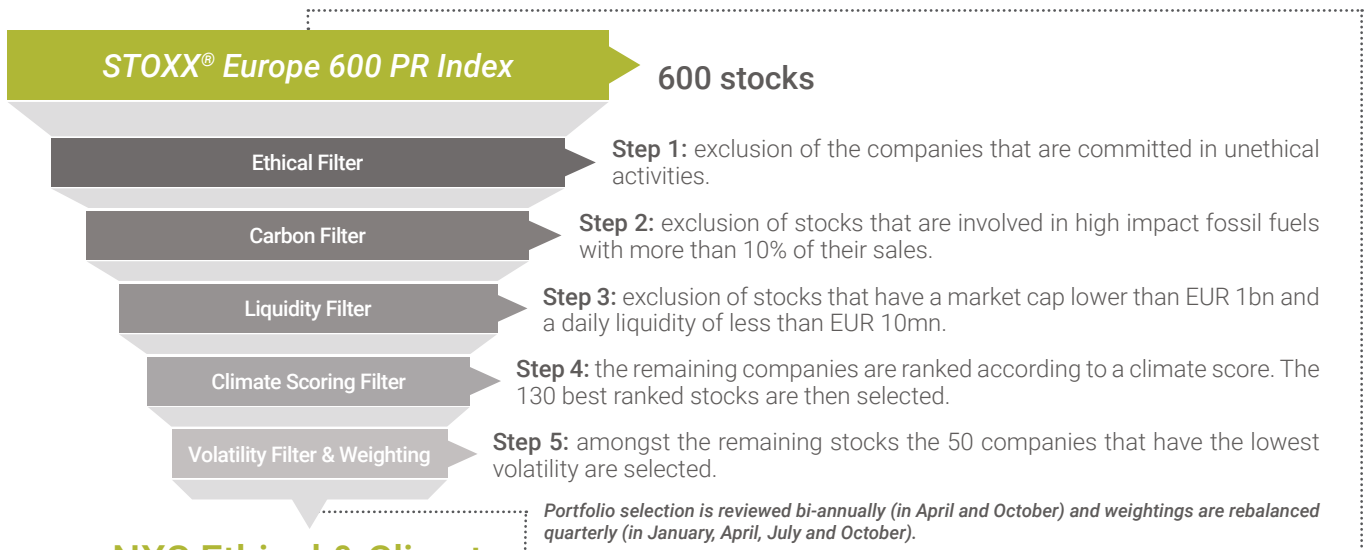 STOXX® Europe 600 PR Index
600 stocks
Ethical Filter
Step 1: exclusion of the companies that are committed in unethical
activities.
Carbon Filter
Step 2: exclusion of stocks that are involved in high impact fossil fuels
with more than 10% of their sales.
Liquidity Filter
Step 3: exclusion of stocks that have a market cap lower than EUR 1bn and
a daily liquidity of less than EUR 10mn.
Climate Scoring Filter
Step 4: the remaining companies are ranked according to a climate score. The
130 best ranked stocks are then selected.
Volatility Filter & Weighting
Step 5: amongst the remaining stocks the 50 companies that have the lowest
volatility are selected.
Portfolio selection is reviewed bi-annually (in April and October) and weightings are rebalanced
quarterly (in January, April, July and October).
Ethical & Climat